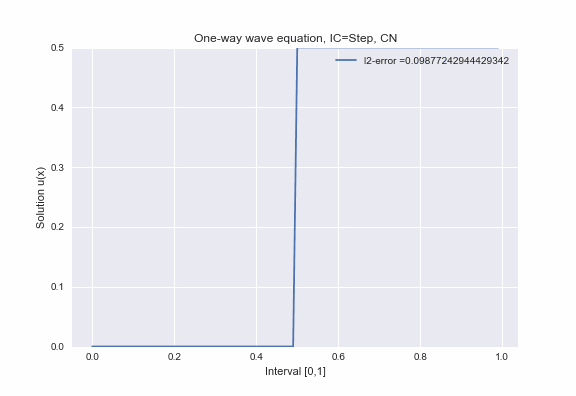 One-way wave equation, IC=Step, CN
l2-error =0.09877242944429342
0.5
0.4
0.3
0.2
0.1
0.0
Solution u(x)
0.0 0.2 0.4 0.6 0.8 1.0
Interval [0,1]